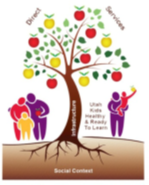 Direct
Services
Infrastructure
Utah
Kids
Healthy
& Ready
To Learn
Social Context